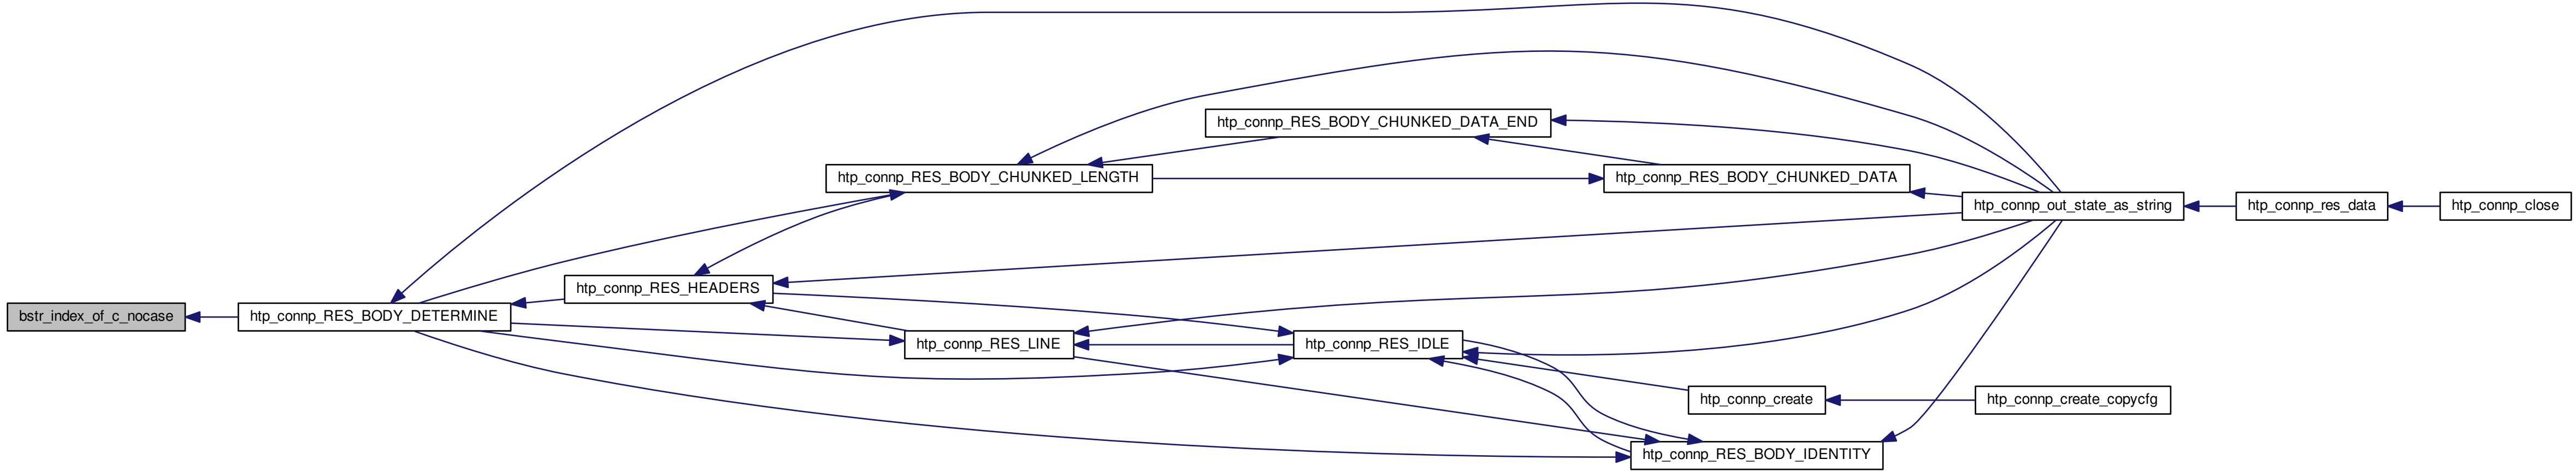 bstr_index_of_c_nocase
htp_connp_RES_BODY_DETERMINE
htp_connp_RES_HEADERS
htp_connp_RES_BODY_CHUNKED_LENGTH
htp_connp_RES_LINE
htp_connp_RES_BODY_CHUNKED_DATA_END
htp_connp_RES_IDLE
htp_connp_RES_BODY_CHUNKED_DATA
htp_connp_create
htp_connp_RES_BODY_IDENTITY
htp_connp_out_state_as_string
htp_connp_create_copycfg
htp_connp_res_data
htp_connp_close